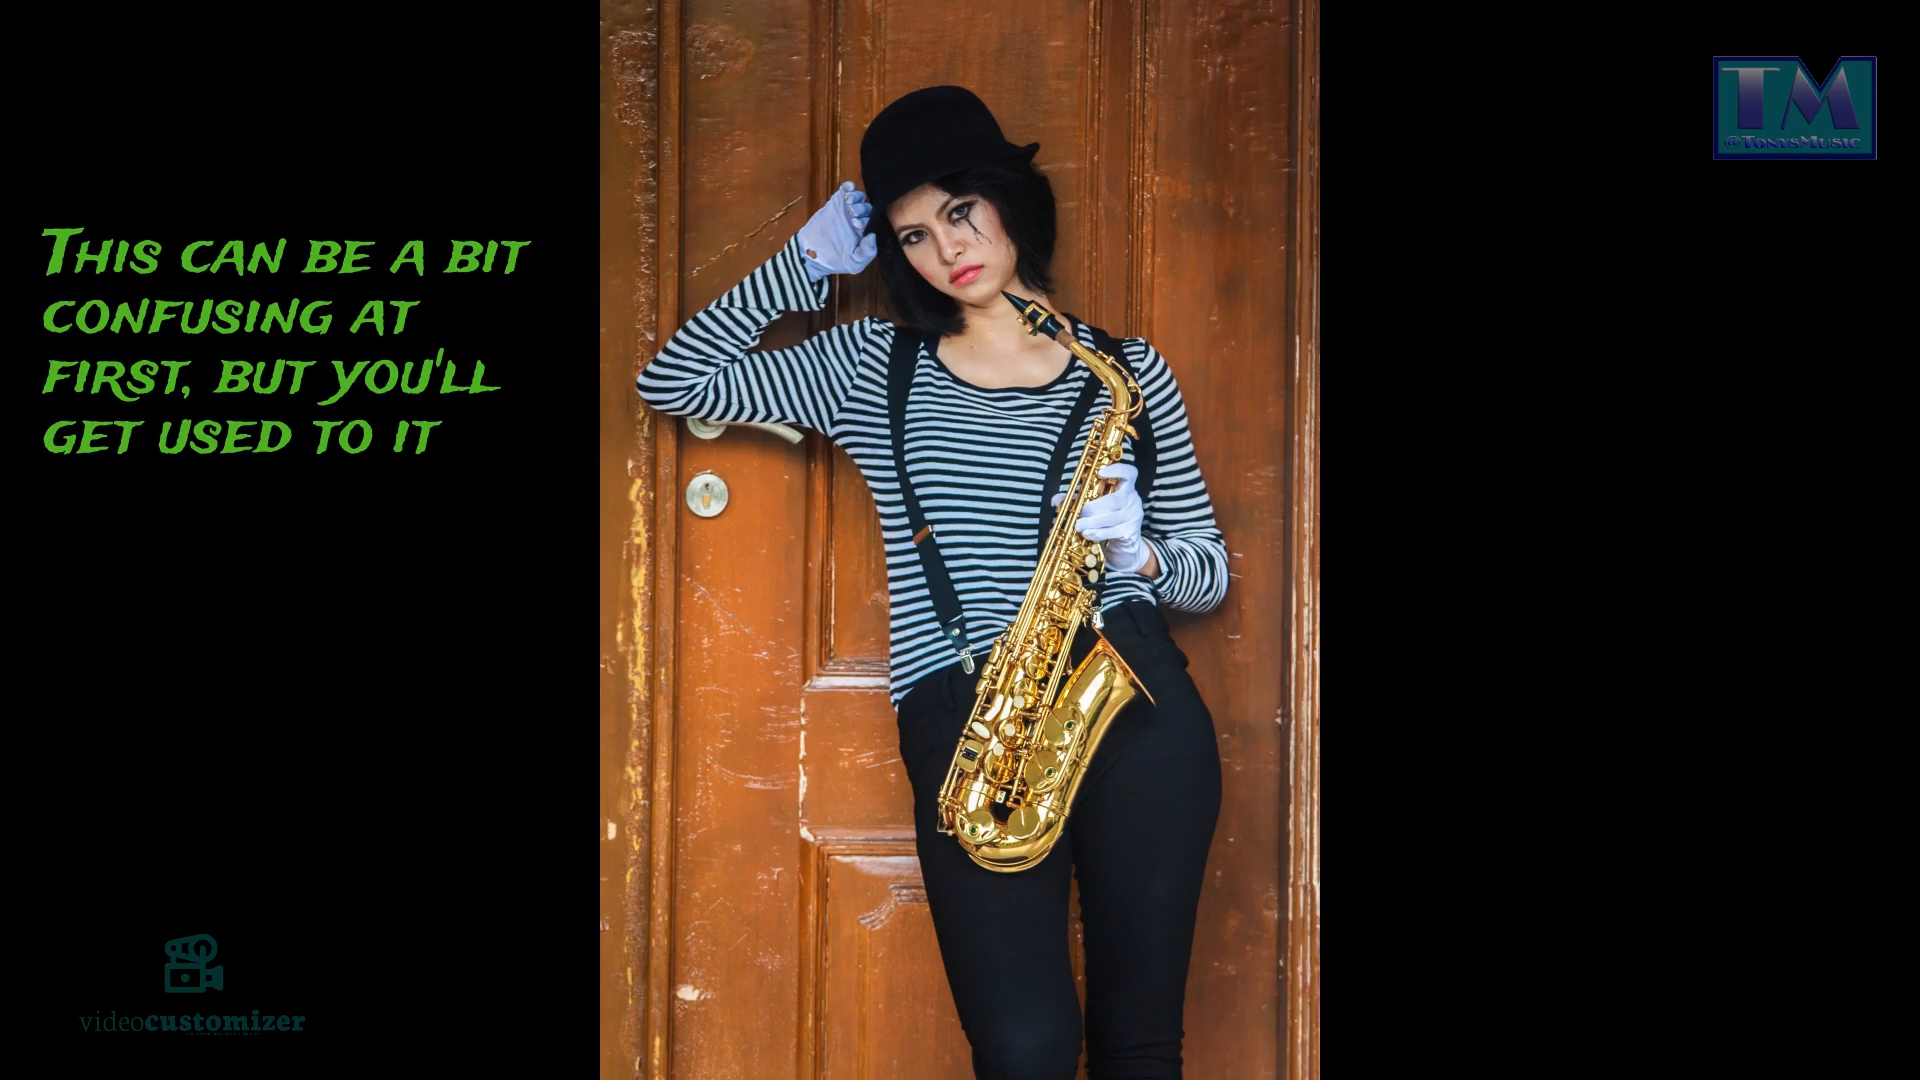 This can be a bit
confusing at
first, but you'll
get used to it
TM
@TonysMusic
videocustomizer